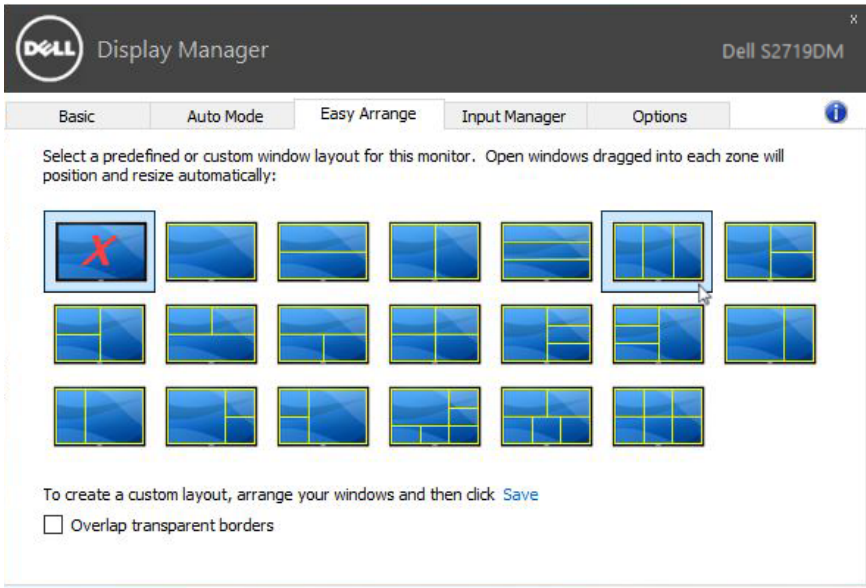 x
DELL Display Manager
Dell S2719DM
Basic Auto Mode Easy Arrange Input Manager Options i
Select a predefined or custom window layout for this monitor. Open windows dragged into each zone will
position and resize automatically:
X
To create a custom layout, arrange your windows and then click Save
Overlap transparent borders